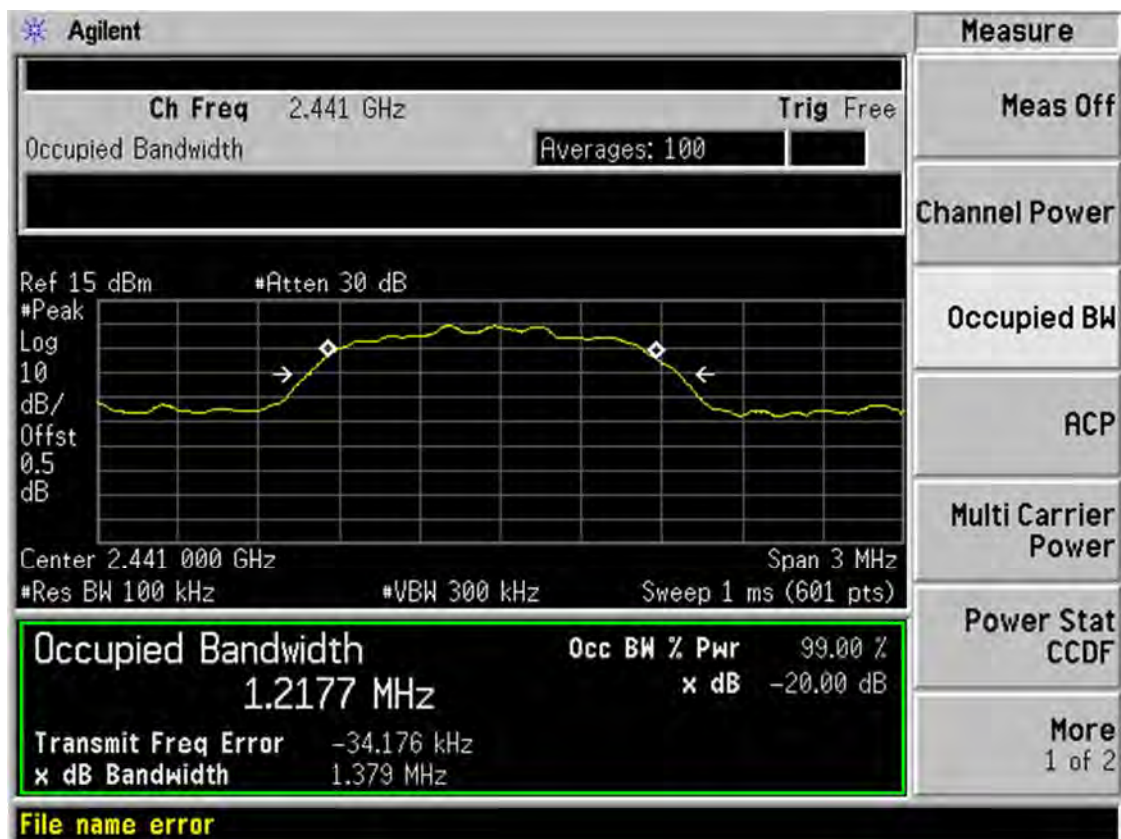 Agilent
Ch Freq 2.441 GHz Trig Free
Occupied Bandwidth Averages: 100
Ref 15 dBm #Atten 30 dB
#Peak
Log
10
dB/
Offst
0.5
dB
Center 2.441 000 GHz Span 3 MHz
#Res BW 100 kHz #VBW 300 kHz Sweep 1 ms (601 pts)
Occupied Bandwidth Occ BW % Pwr 99.00 %
1.2177 MHz x dB -20.00 dB
Transmit Freq Error -34.176 kHz
x dB Bandwidth 1.379 MHz
File name error
Measure
Meas Off
Channel Power
Occupied BW
ACP
Multi Carrier
Power
Power Stat
CCDF
More
1 of 2